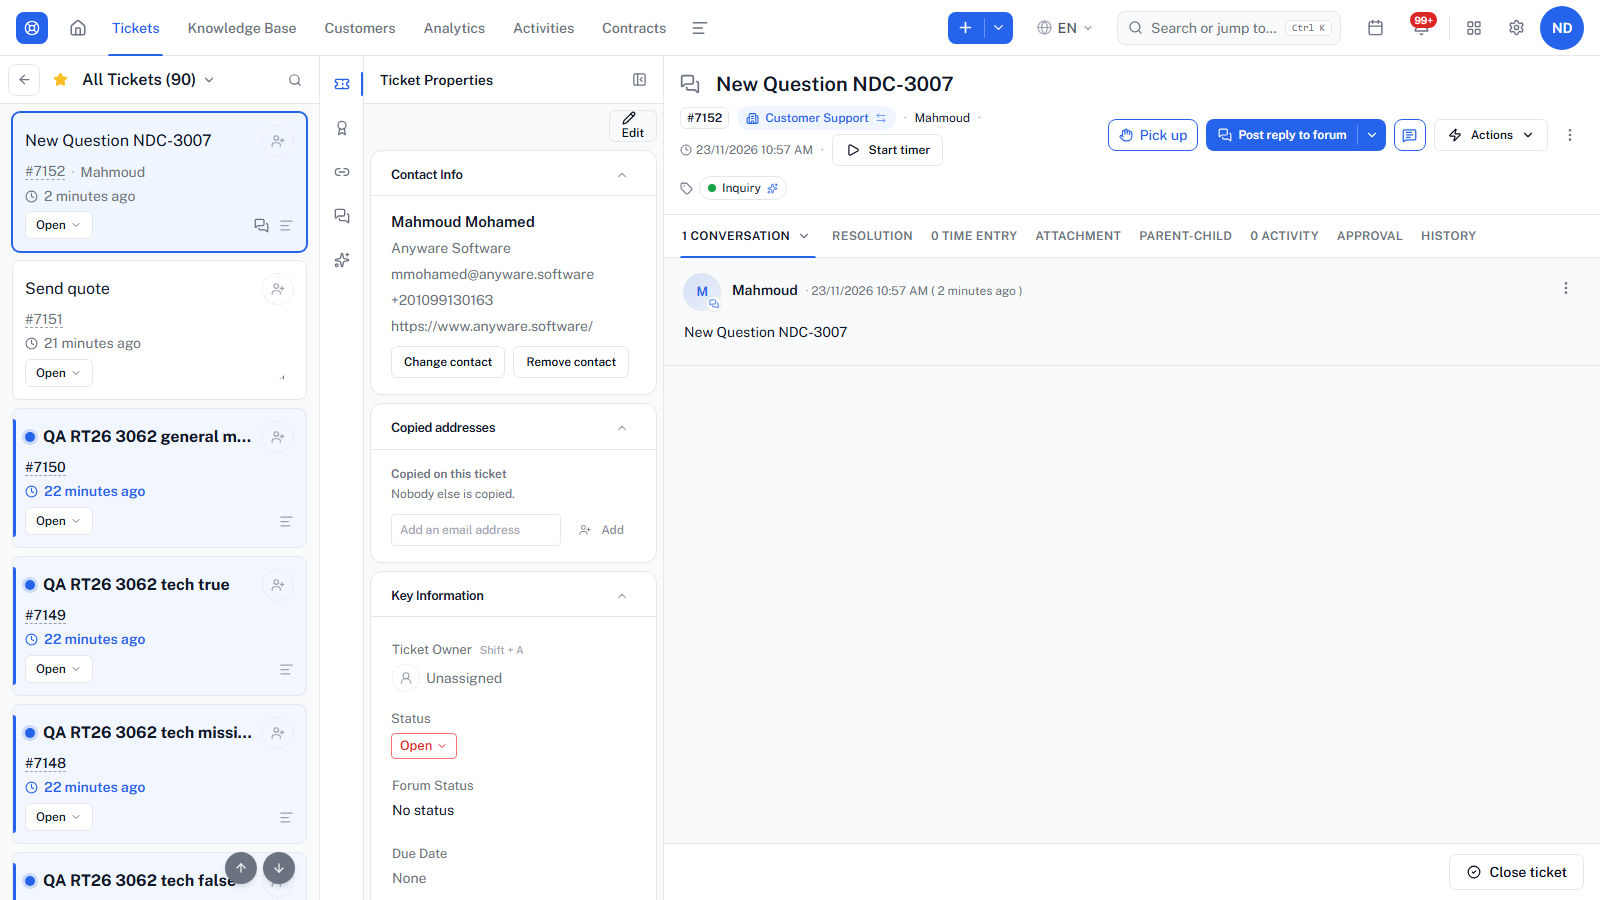 Tickets
Knowledge Base
Customers
Analytics
Activities
Contracts
EN
Search or jump to...
Ctrl K
99+
ND
All Tickets (90)
New Question NDC-3007
#7152 · Mahmoud
2 minutes ago
Open
Send quote
#7151
21 minutes ago
Open
QA RT26 3062 general m...
#7150
22 minutes ago
Open
QA RT26 3062 tech true
#7149
22 minutes ago
Open
QA RT26 3062 tech missi...
#7148
22 minutes ago
Open
QA RT26 3062 tech false
Ticket Properties
Edit
Contact Info
Mahmoud Mohamed
Anyware Software
mmohamed@anyware.software
+201099130163
https://www.anyware.software/
Change contact
Remove contact
Copied addresses
Copied on this ticket
Nobody else is copied.
Add an email address
Add
Key Information
Ticket Owner Shift + A
Unassigned
Status
Open
Forum Status
No status
Due Date
None
New Question NDC-3007
#7152
Customer Support
· Mahmoud ·
23/11/2026 10:57 AM ·
Start timer
Inquiry
Pick up
Post reply to forum
Actions
1 CONVERSATION
RESOLUTION
0 TIME ENTRY
ATTACHMENT
PARENT-CHILD
0 ACTIVITY
APPROVAL
HISTORY
M
Mahmoud · 23/11/2026 10:57 AM ( 2 minutes ago )
New Question NDC-3007
Close ticket